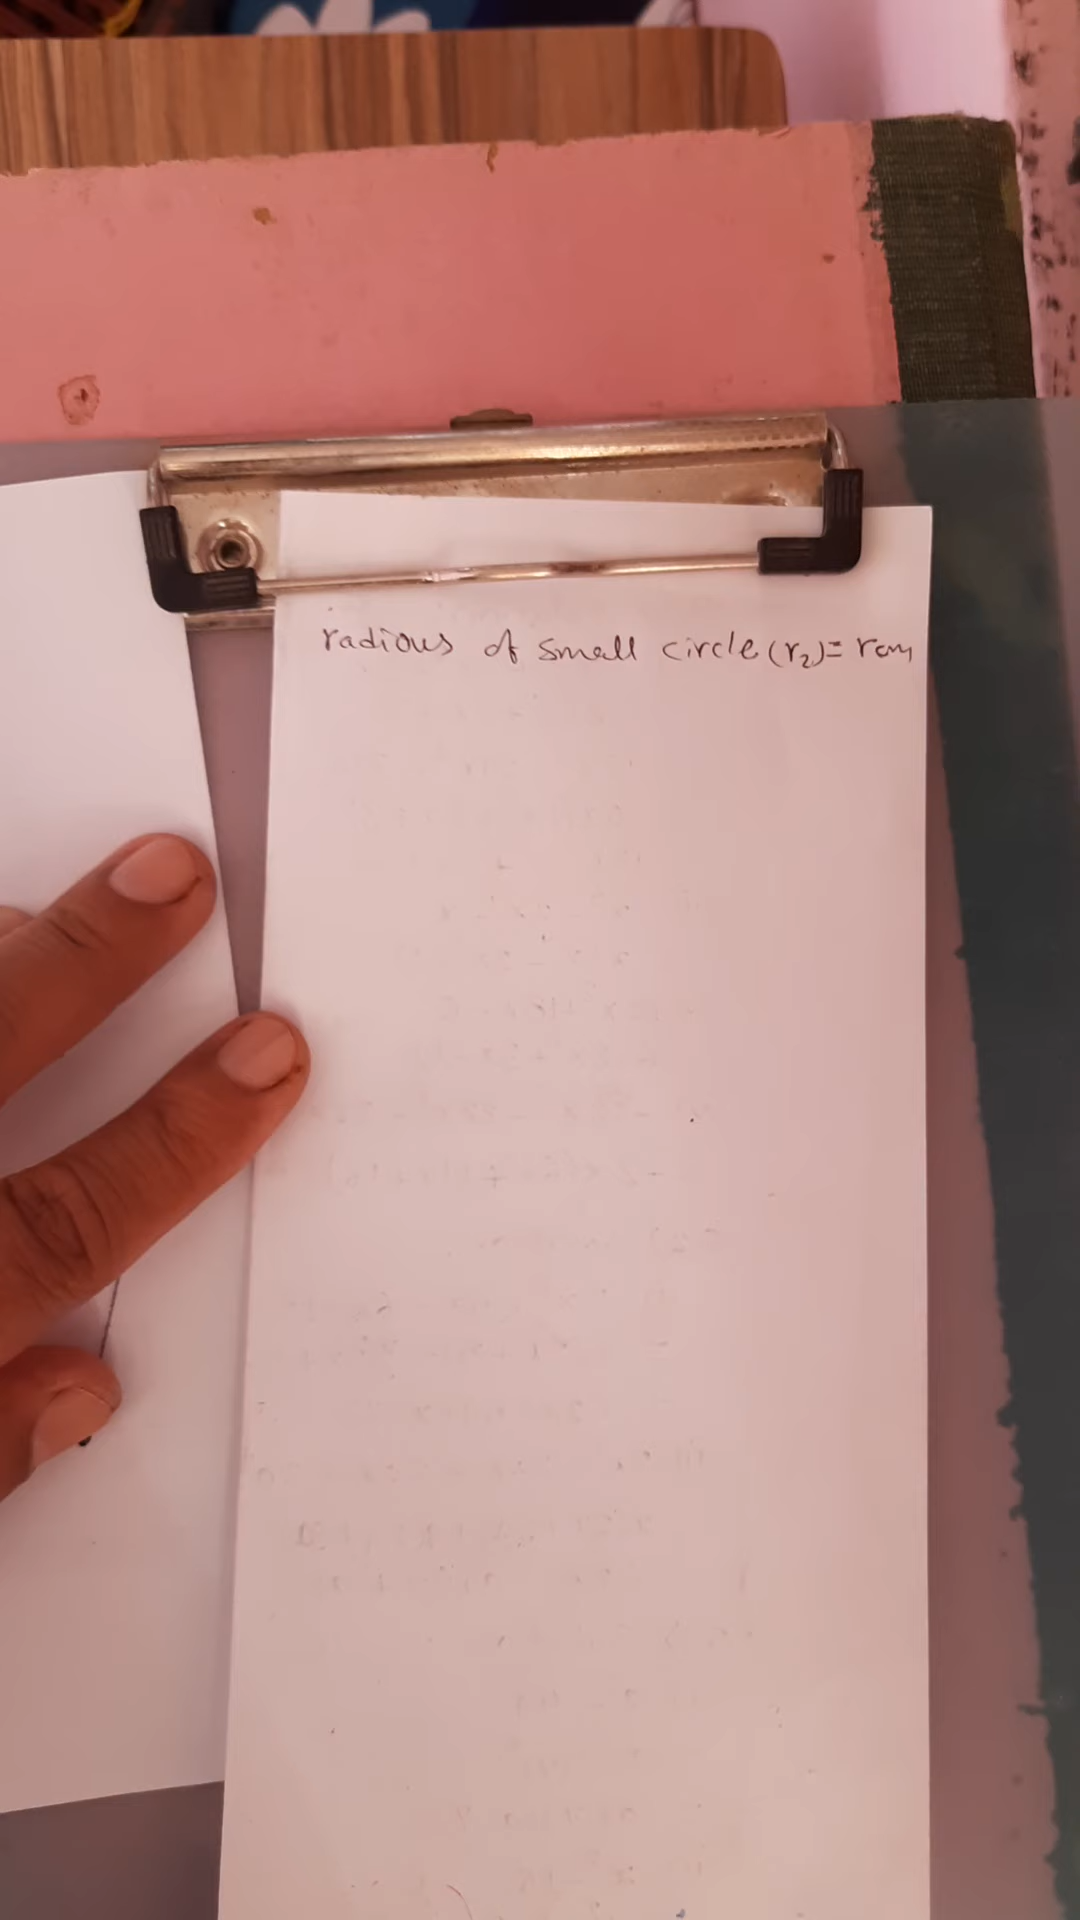 radious of small circle (r₂)= rcm